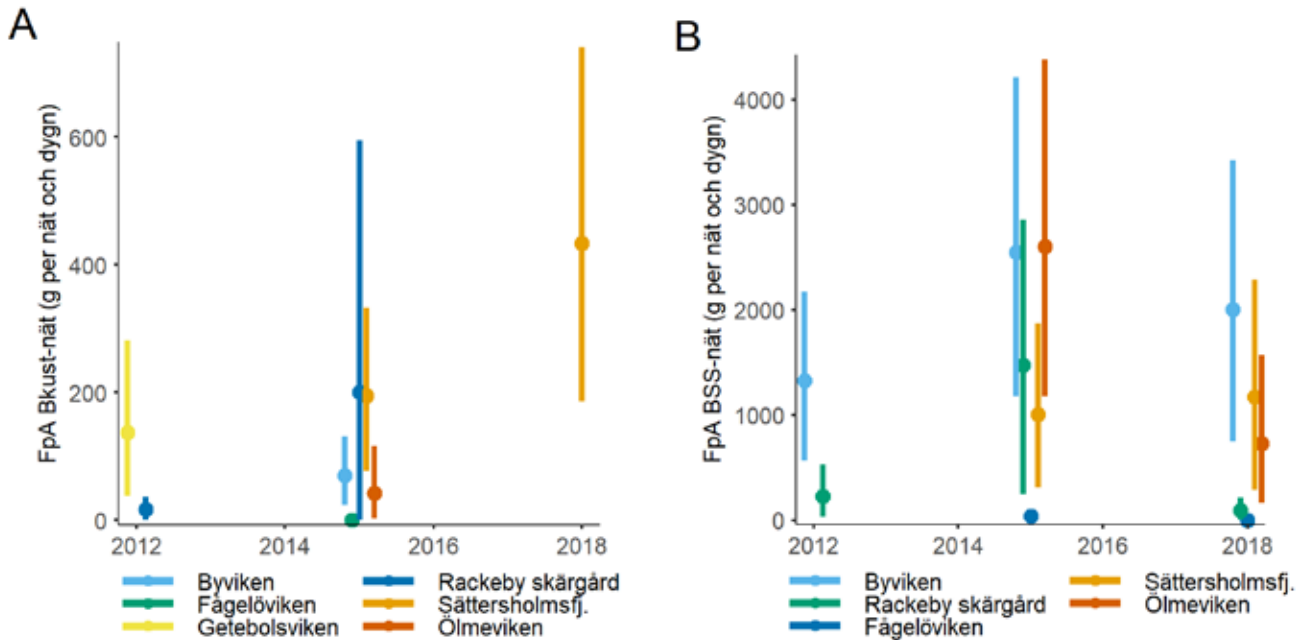 A
FpA Bkust-nät (g per nät och dygn)
600
400
200
0
2012
2014
2016
2018
Byviken
Fågelöviken
Getebolsviken
Rackeby skärgård
Sättersholmsfj.
Ölmeviken
B
FpA BSS-nät (g per nät och dygn)
4000
3000
2000
1000
0
2012
2014
2016
2018
Byviken
Rackeby skärgård
Fågelöviken
Sättersholmsfj.
Ölmeviken